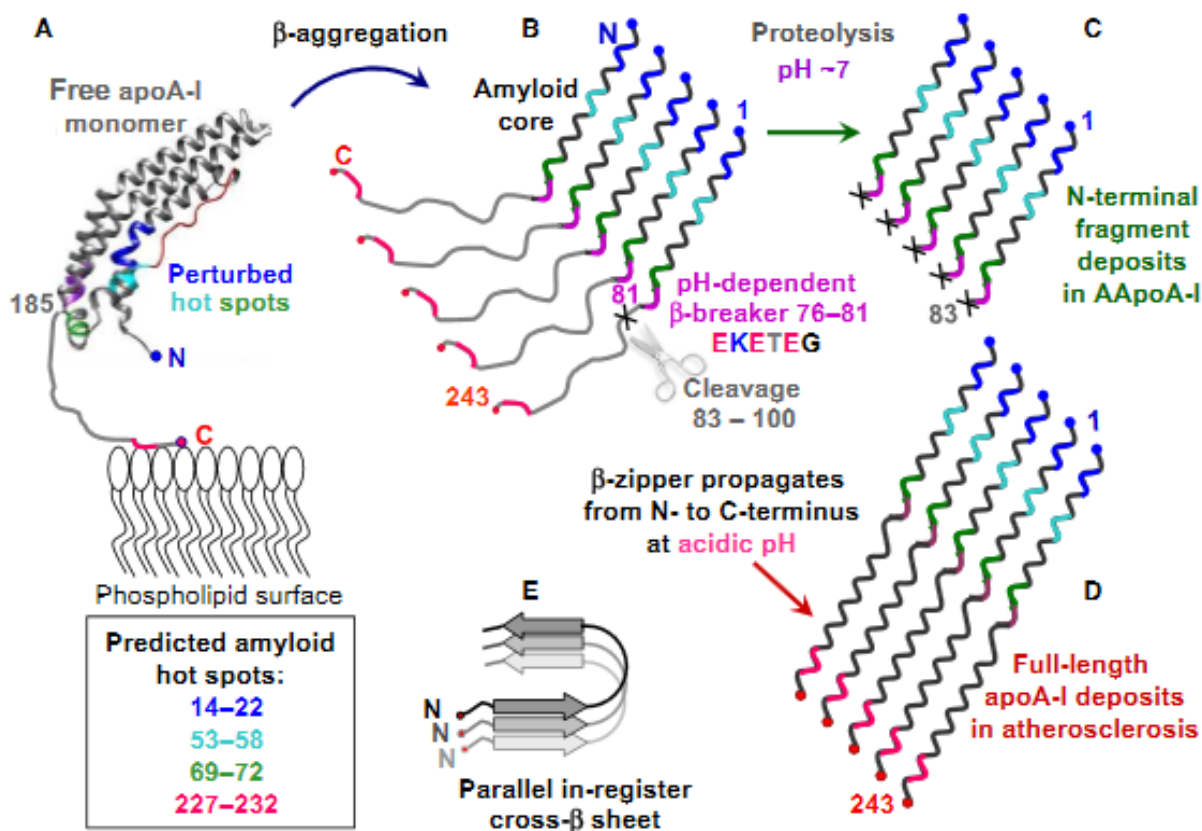 A
β-aggregation
B
Proteolysis
pH ~7
C
Free apoA-I
monomer
Amyloid
core
N
1
1
C
N-terminal
fragment
deposits
in AApoA-I
Perturbed
hot spots
185
N
81
pH-dependent
β-breaker 76–81
EKETEG
83
243
Cleavage
83 – 100
C
1
β-zipper propagates
from N- to C-terminus
at acidic pH
Phospholipid surface
E
D
Predicted amyloid
hot spots:
14–22
53–58
69–72
227–232
N
N
N
Parallel in-register
cross-β sheet
Full-length
apoA-I deposits
in atherosclerosis
243